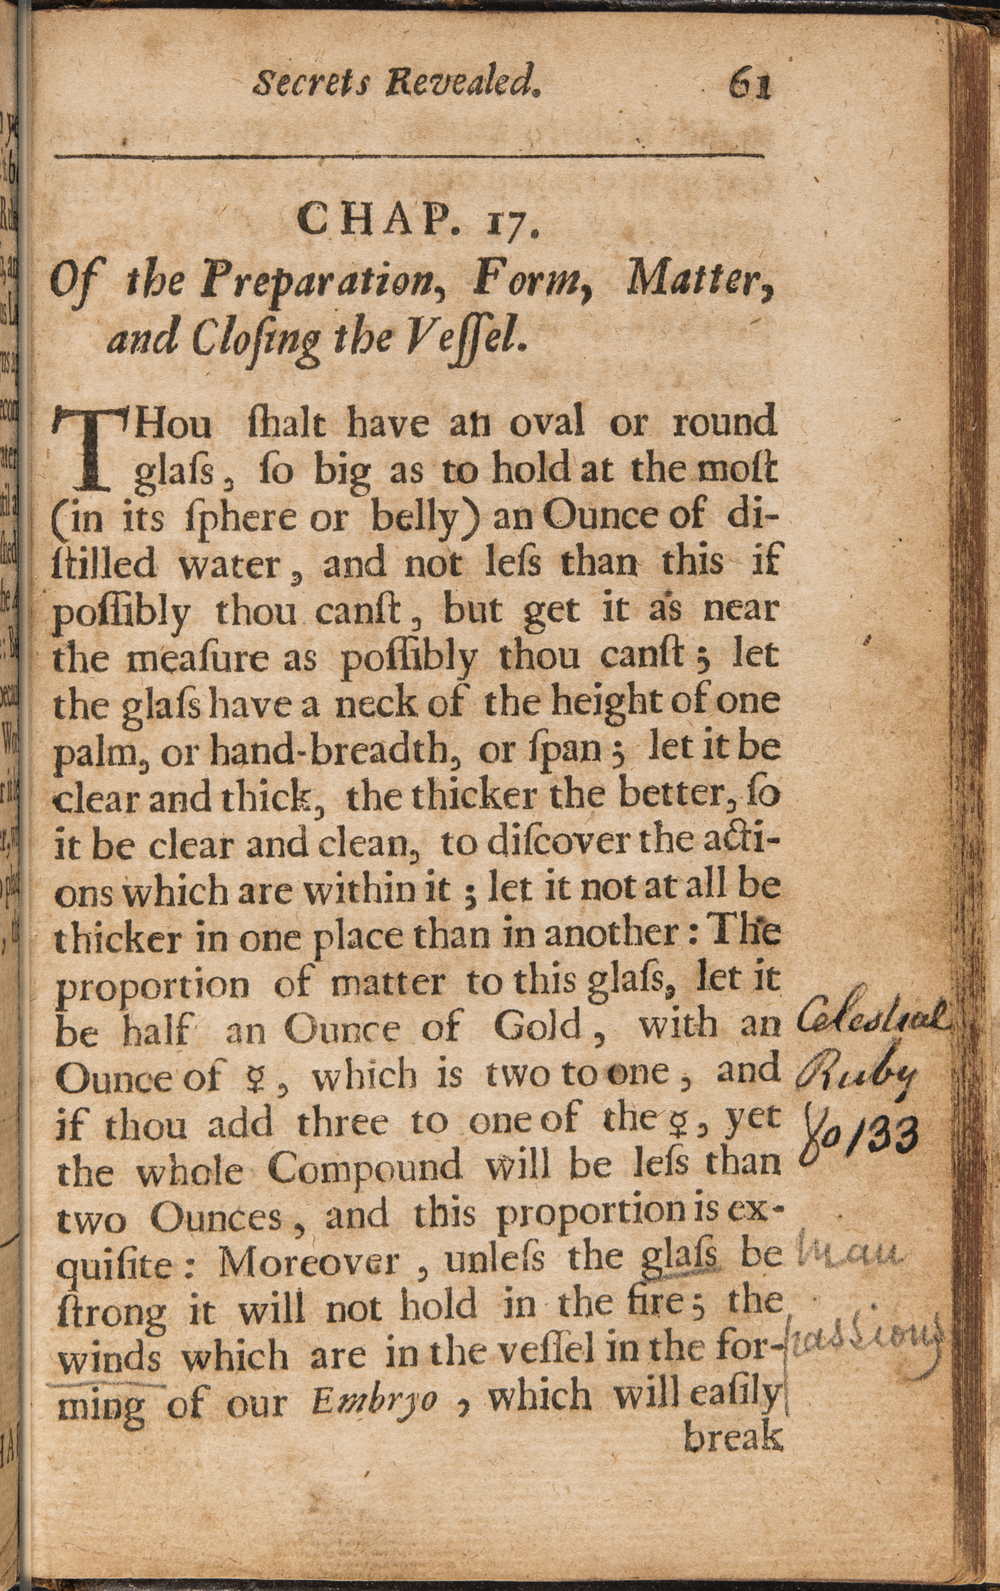 Secrets Revealed. 61
CHAP. 17.
Of the Preparation, Form, Matter,
and Cloſing the Veſſel.
THou ſhalt have an oval or round
glaſs, ſo big as to hold at the moſt
(in its ſphere or belly) an Ounce of di-
ſtilled water, and not leſs than this if
poſſibly thou canſt, but get it as near
the meaſure as poſſibly thou canſt; let
the glaſs have a neck of the height of one
palm, or hand-breadth, or ſpan; let it be
clear and thick, the thicker the better, ſo
it be clear and clean, to diſcover the acti-
ons which are within it; let it not at all be
thicker in one place than in another: The
proportion of matter to this glaſs, let it
be half an Ounce of Gold, with an
Celestial
Ounce of ☿, which is two to one, and
Ruby
if thou add three to one of the ☿, yet
133
the whole Compound will be leſs than
two Ounces, and this proportion is ex-
quiſite: Moreover, unleſs the glaſs be
man
ſtrong it will not hold in the fire; the
winds which are in the veſſel in the for-
passions
ming of our Embryo, which will eaſily
break